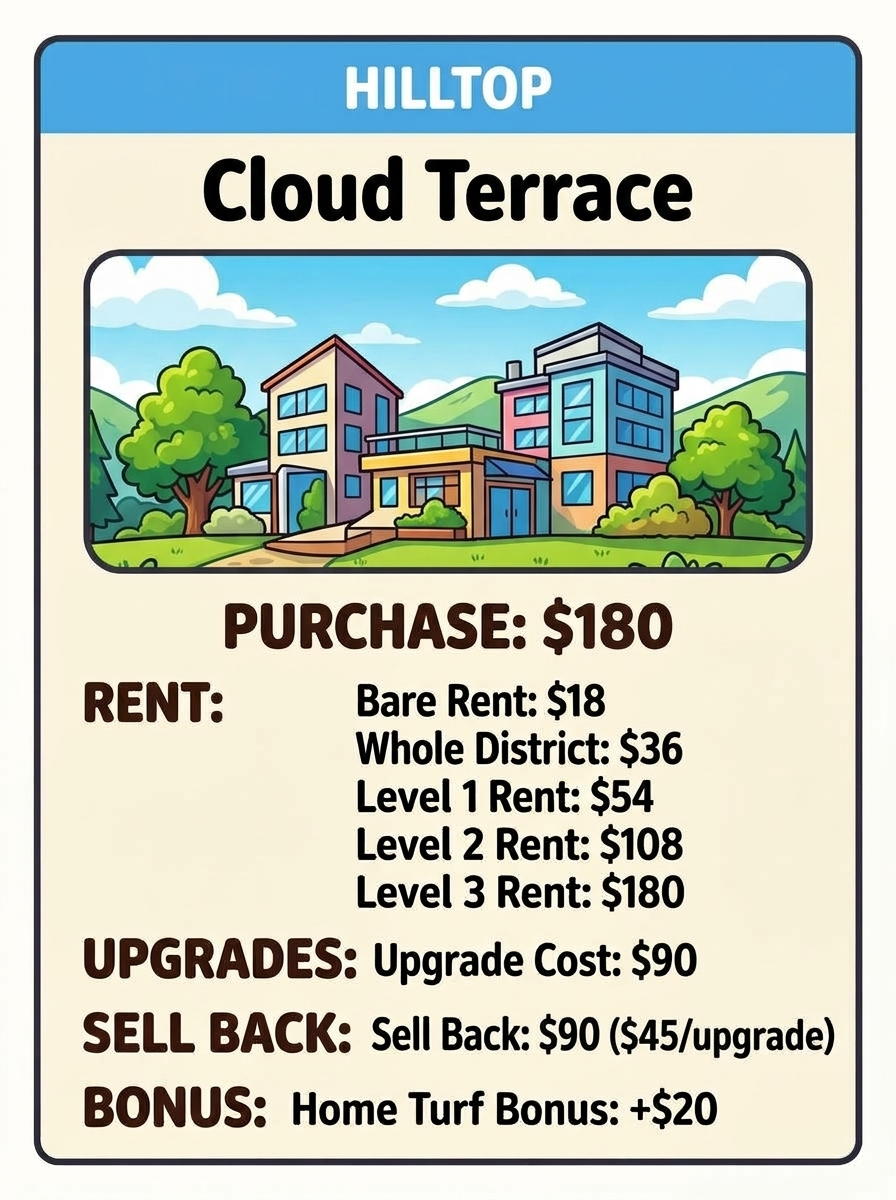 HILLTOP
Cloud Terrace
PURCHASE: $180
RENT: Bare Rent: $18
Whole District: $36
Level 1 Rent: $54
Level 2 Rent: $108
Level 3 Rent: $180
UPGRADES: Upgrade Cost: $90
SELL BACK: Sell Back: $90 ($45/upgrade)
BONUS: Home Turf Bonus: +$20